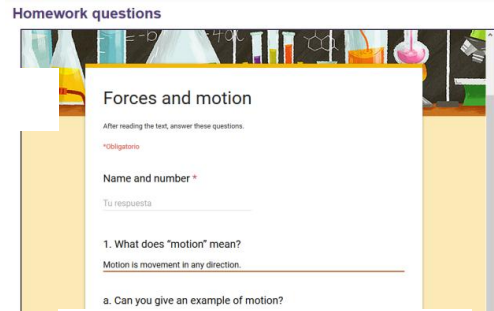 Homework questions
Forces and motion
After reading the text, answer these questions.
*Obligatorio
Name and number *
Tu respuesta
1. What does “motion” mean?
Motion is movement in any direction.
a. Can you give an example of motion?